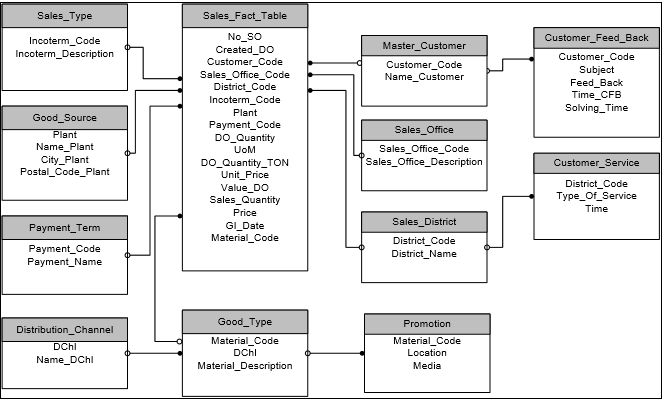 Sales_Type
Incoterm_Code
Incoterm_Description
Good_Source
Plant
Name_Plant
City_Plant
Postal_Code_Plant
Payment_Term
Payment_Code
Payment_Name
Distribution_Channel
DChl
Name_DChl
Sales_Fact_Table
No_SO
Created_DO
Customer_Code
Sales_Office_Code
District_Code
Incoterm_Code
Plant
Payment_Code
DO_Quantity
UoM
DO_Quantity_TON
Unit_Price
Value_DO
Sales_Quantity
Price
GI_Date
Material_Code
Good_Type
Material_Code
DChl
Material_Description
Master_Customer
Customer_Code
Name_Customer
Sales_Office
Sales_Office_Code
Sales_Office_Description
Sales_District
District_Code
District_Name
Promotion
Material_Code
Location
Media
Customer_Feed_Back
Customer_Code
Subject
Feed_Back
Time_CFB
Solving_Time
Customer_Service
District_Code
Type_Of_Service
Time